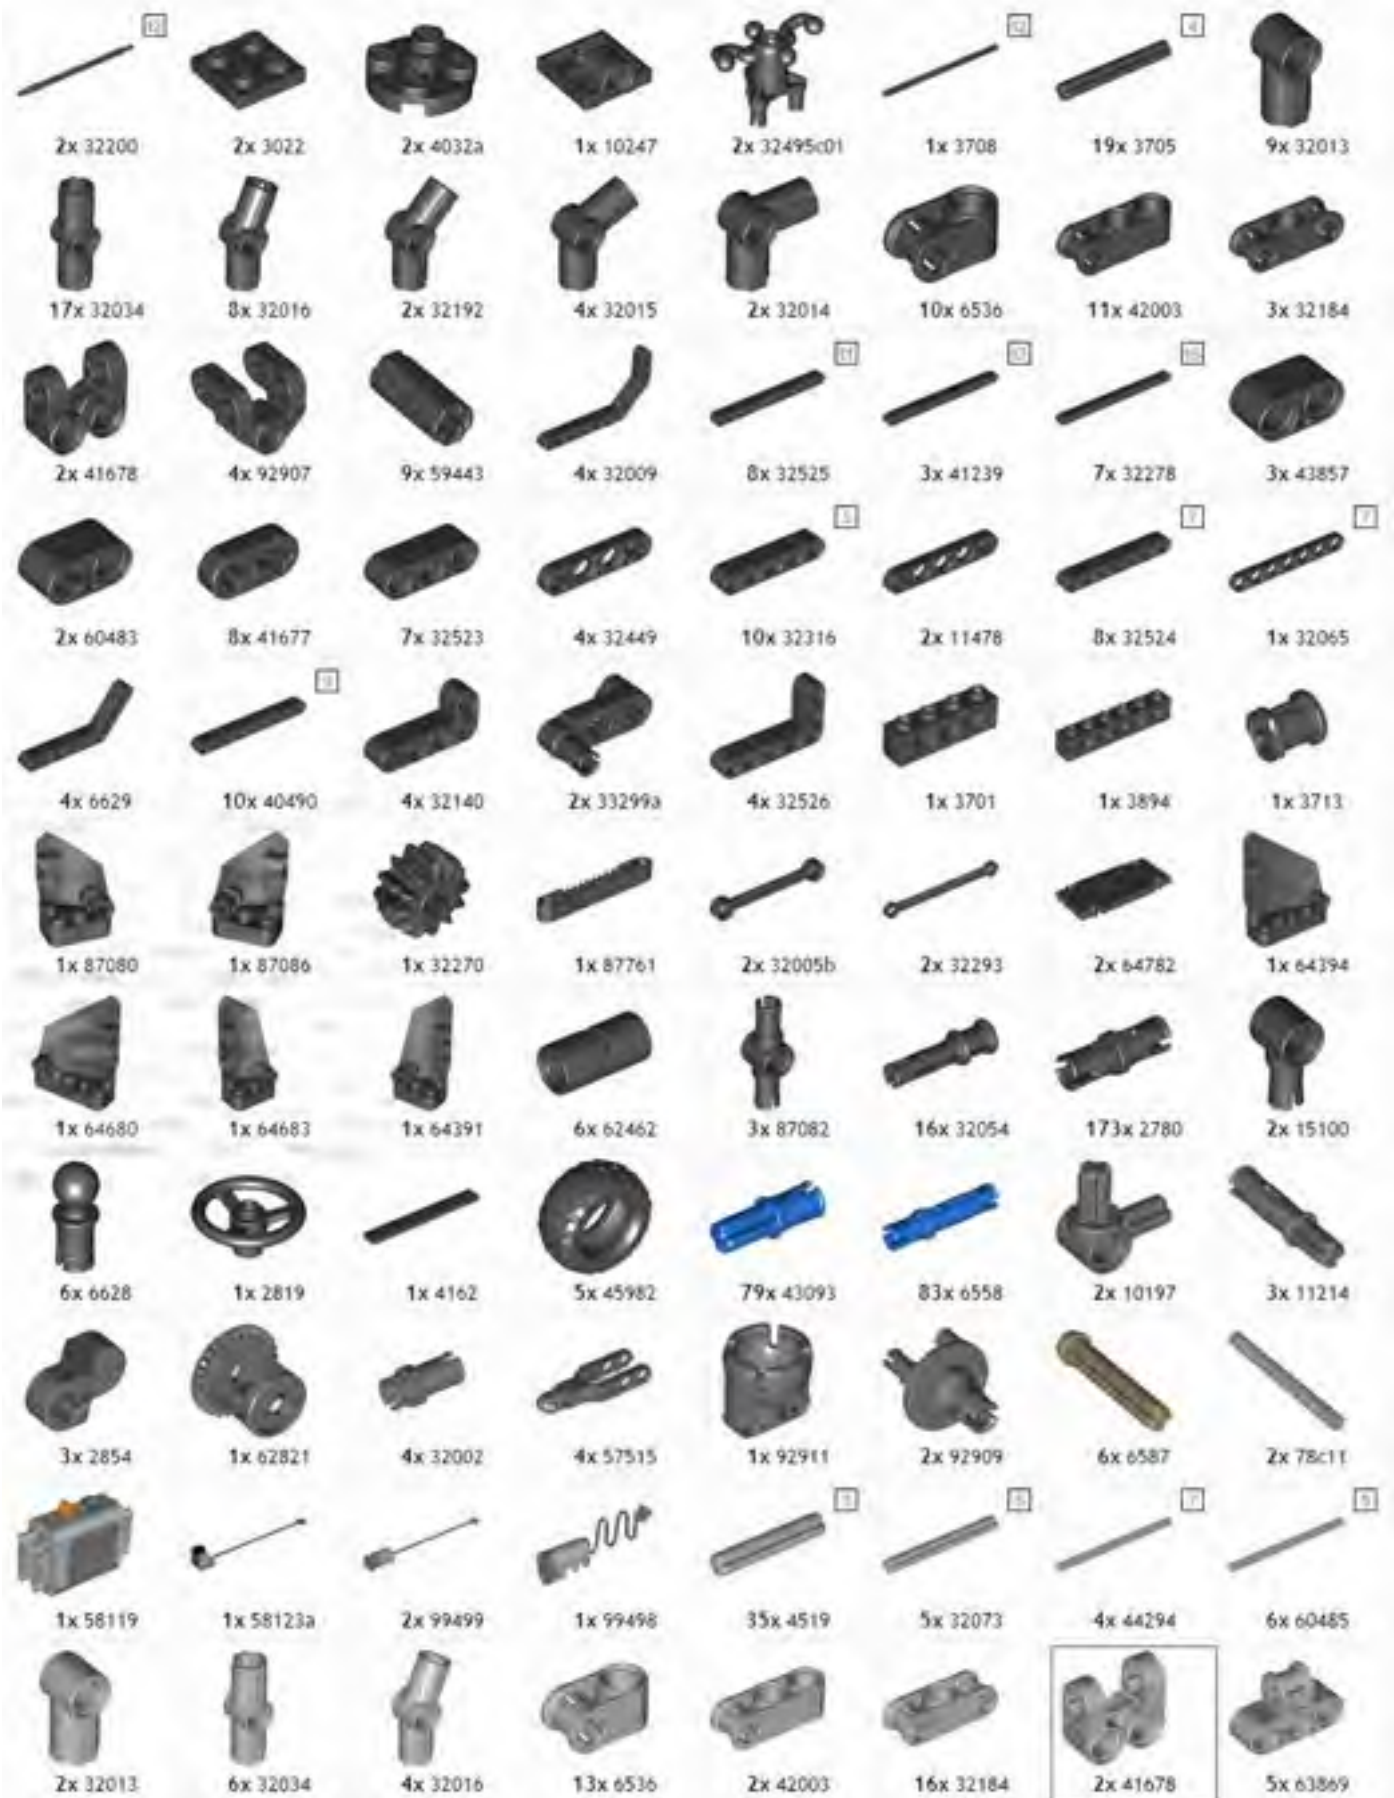 12 12 4
2x 32200 2x 3022 2x 4032a 1x 10247 2x 32495c01 1x 3708 19x 3705 9x 32013
17x 32034 8x 32016 2x 32192 4x 32015 2x 32014 10x 6536 11x 42003 3x 32184
11
2x 41678 4x 92907 9x 59443 4x 32009 8x 32525 3x 41239 7x 32278 3x 43857
5 7 7
2x 60483 8x 41677 7x 32523 4x 32449 10x 32316 2x 11478 8x 32524 1x 32065
9
4x 6629 10x 40490 4x 32140 2x 33299a 4x 32526 1x 3701 1x 3894 1x 3713
1x 87080 1x 87086 1x 32270 1x 87761 2x 32005b 2x 32293 2x 64782 1x 64394
1x 64680 1x 64683 1x 64391 6x 62462 3x 87082 16x 32054 173x 2780 2x 15100
6x 6628 1x 2819 1x 4162 5x 45982 79x 43093 83x 6558 2x 10197 3x 11214
3x 2854 1x 62821 4x 32002 4x 57515 1x 92911 2x 92909 6x 6587 2x 78c11
7
1x 58119 1x 58123a 2x 99499 1x 99498 35x 4519 5x 32073 4x 44294 6x 60485
2x 32013 6x 32034 4x 32016 13x 6536 2x 42003 16x 32184 2x 41678 5x 63869